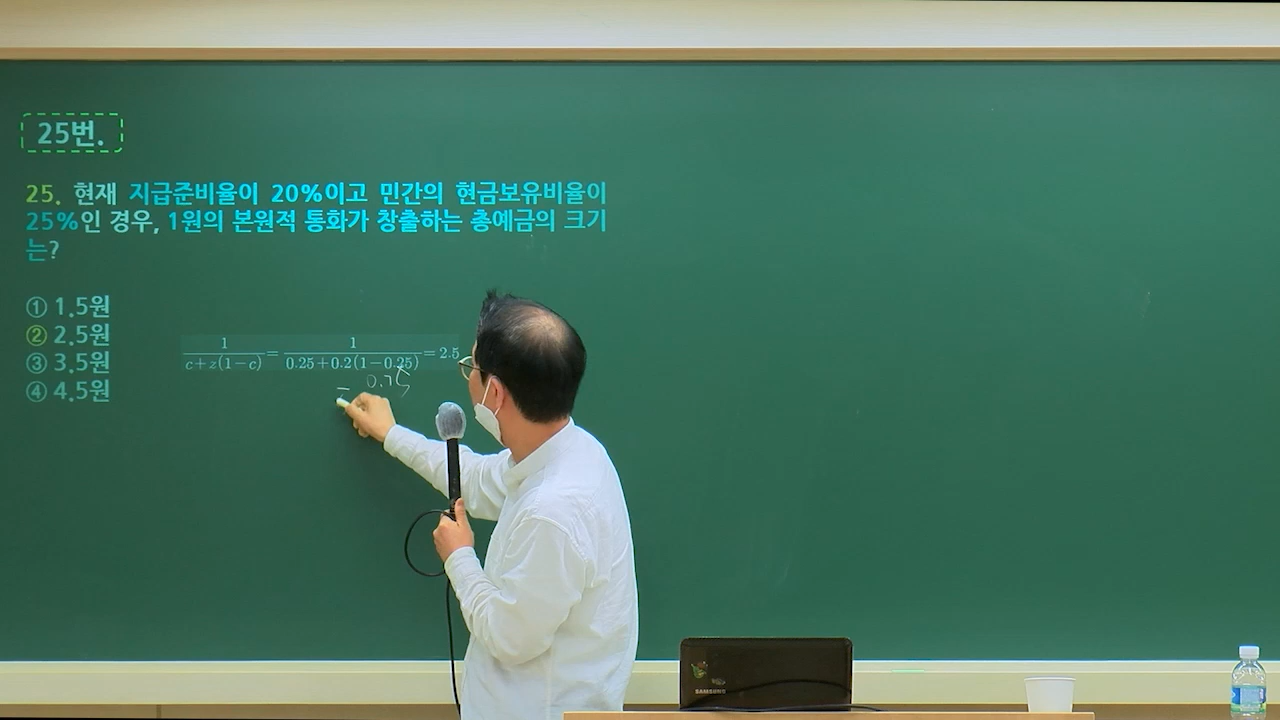 25번.
25. 현재 지급준비율이 20%이고 민간의 현금보유비율이
25%인 경우, 1원의 본원적 통화가 창출하는 총예금의 크기
는?
① 1.5원
② 2.5원
③ 3.5원
④ 4.5원
1/(c+z(1-c)) = 1/(0.25+0.2(1-0.25)) = 2.5
= 0.75
SAMSUNG